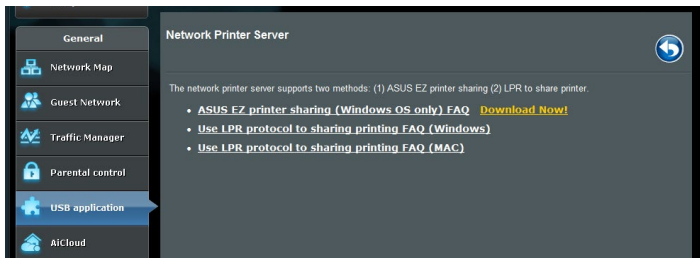 General
Network Map
Guest Network
Traffic Manager
Parental control
USB application
AiCloud
Network Printer Server
The network printer server supports two methods: (1) ASUS EZ printer sharing (2) LPR to share printer.
ASUS EZ printer sharing (Windows OS only) FAQ Download Now!
Use LPR protocol to sharing printing FAQ (Windows)
Use LPR protocol to sharing printing FAQ (MAC)